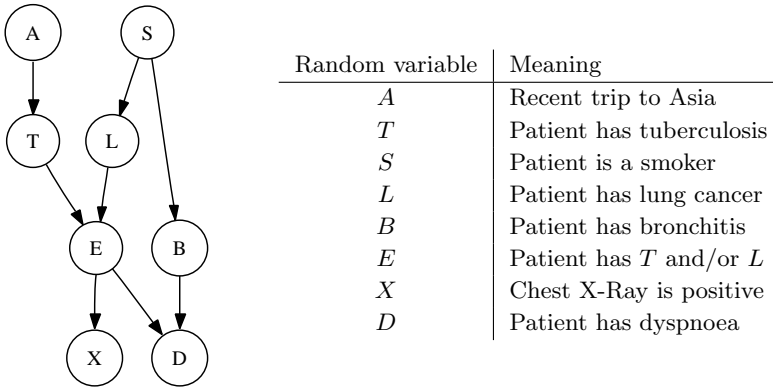 A
S
T
L
E
B
X
D
Random variable Meaning
A Recent trip to Asia
T Patient has tuberculosis
S Patient is a smoker
L Patient has lung cancer
B Patient has bronchitis
E Patient has T and/or L
X Chest X-Ray is positive
D Patient has dyspnoea